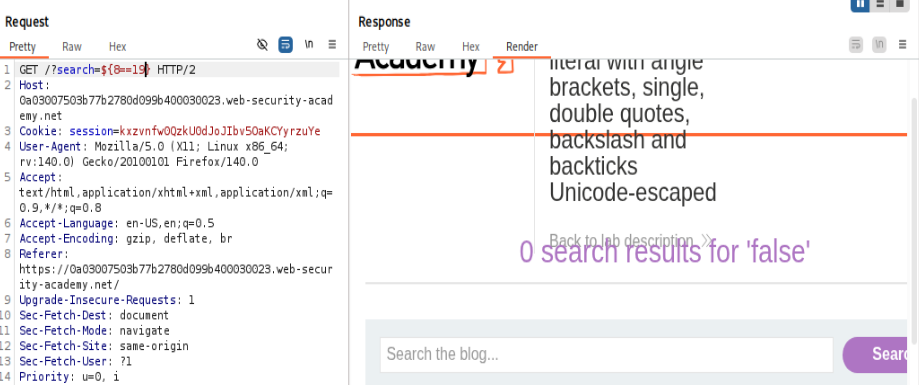 Request
Pretty Raw Hex
\n
1 GET /?search=${8==19} HTTP/2
2 Host:
0a03007503b77b2780d099b400030023.web-security-acad
emy.net
3 Cookie: session=kxzvnfw0QzkU0dJoJIbv5OaKCYyrzuYe
4 User-Agent: Mozilla/5.0 (X11; Linux x86_64;
rv:140.0) Gecko/20100101 Firefox/140.0
5 Accept:
text/html,application/xhtml+xml,application/xml;q=
0.9,*/*;q=0.8
6 Accept-Language: en-US,en;q=0.5
7 Accept-Encoding: gzip, deflate, br
8 Referer:
https://0a03007503b77b2780d099b400030023.web-secur
ity-academy.net/
9 Upgrade-Insecure-Requests: 1
10 Sec-Fetch-Dest: document
11 Sec-Fetch-Mode: navigate
12 Sec-Fetch-Site: same-origin
13 Sec-Fetch-User: ?1
14 Priority: u=0, i
Response
Pretty Raw Hex Render
\n
Academy
literal with angle
brackets, single,
double quotes,
backslash and
backticks
Unicode-escaped
Back to lab description
0 search results for 'false'
Search the blog...
Searc